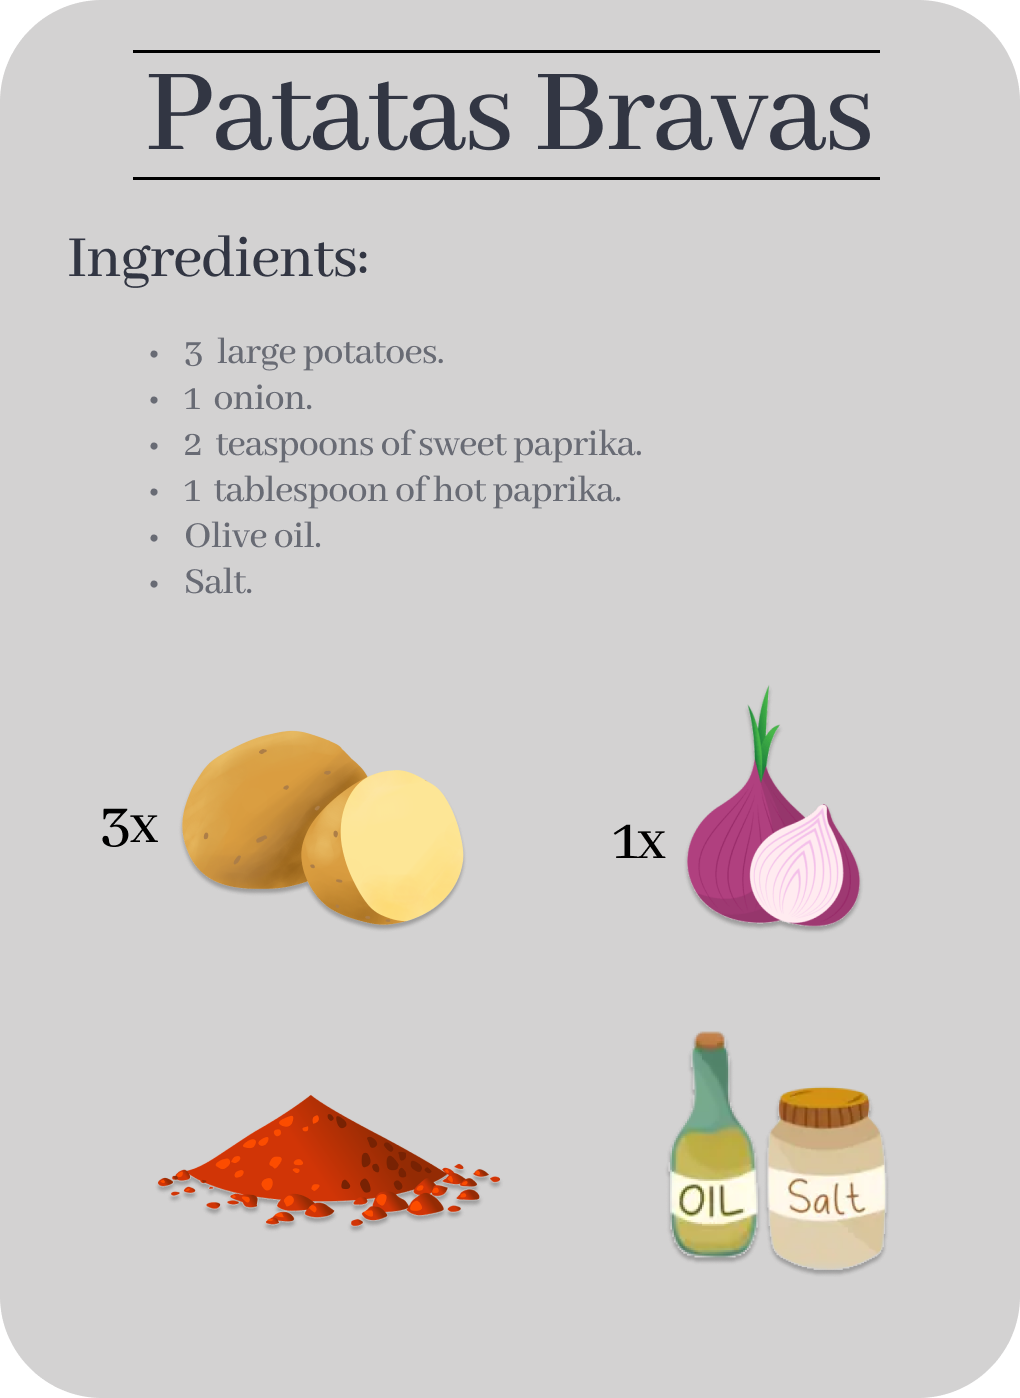 Patatas Bravas
Ingredients:
• 3 large potatoes.
• 1 onion.
• 2 teaspoons of sweet paprika.
• 1 tablespoon of hot paprika.
• Olive oil.
• Salt.
3x
1x
OIL
Salt